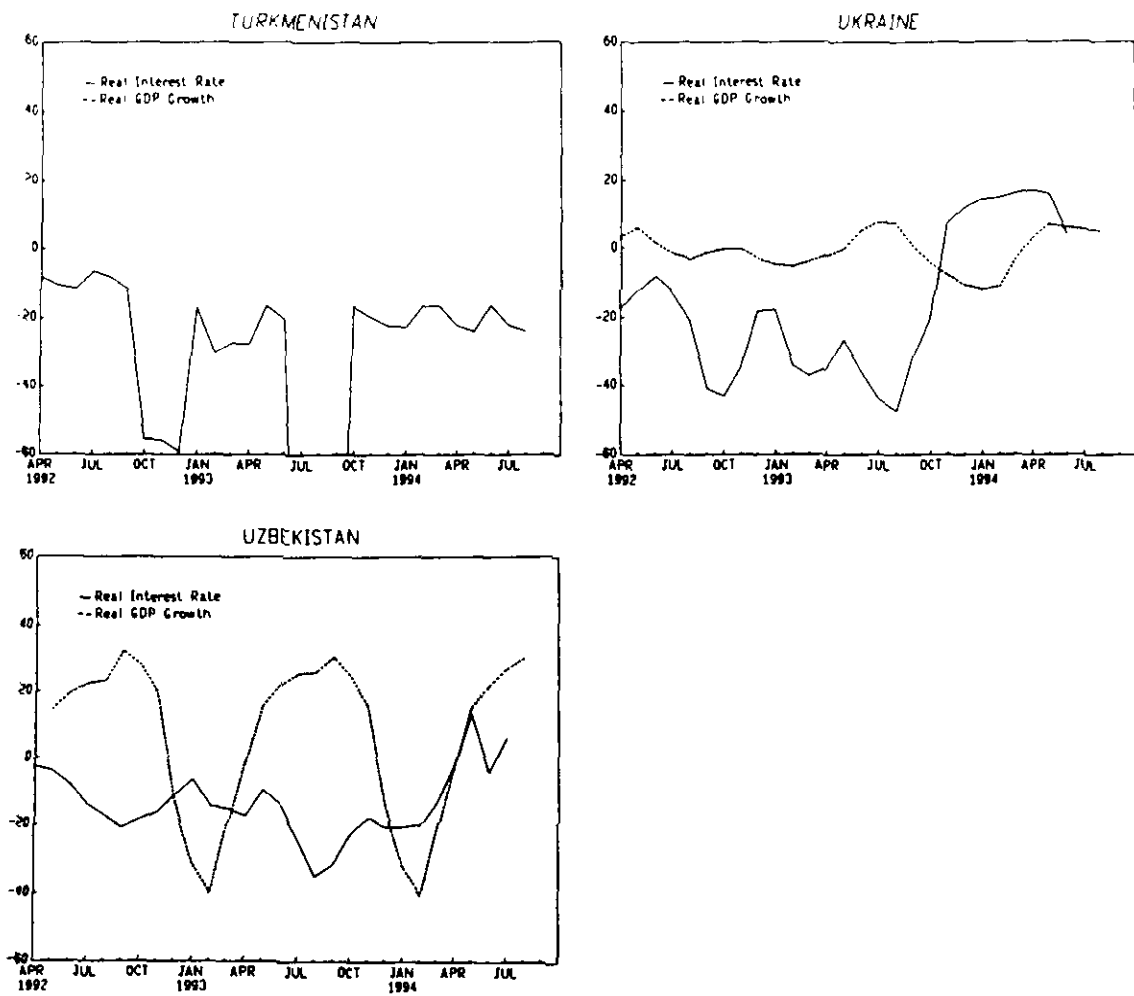 TURKMENISTAN
60
40
20
0
-20
-40
-60
Real Interest Rate
Real GDP Growth
APR JUL OCT JAN APR JUL OCT JAN APR JUL
1992 1993 1994
UKRAINE
60
40
20
0
-20
-40
-60
Real Interest Rate
Real GDP Growth
APR JUL OCT JAN APR JUL OCT JAN APR JUL
1992 1993 1994
UZBEKISTAN
40
20
0
-20
-40
-60
Real Interest Rate
Real GDP Growth
APR JUL OCT JAN APR JUL OCT JAN APR JUL
1992 1993 1994